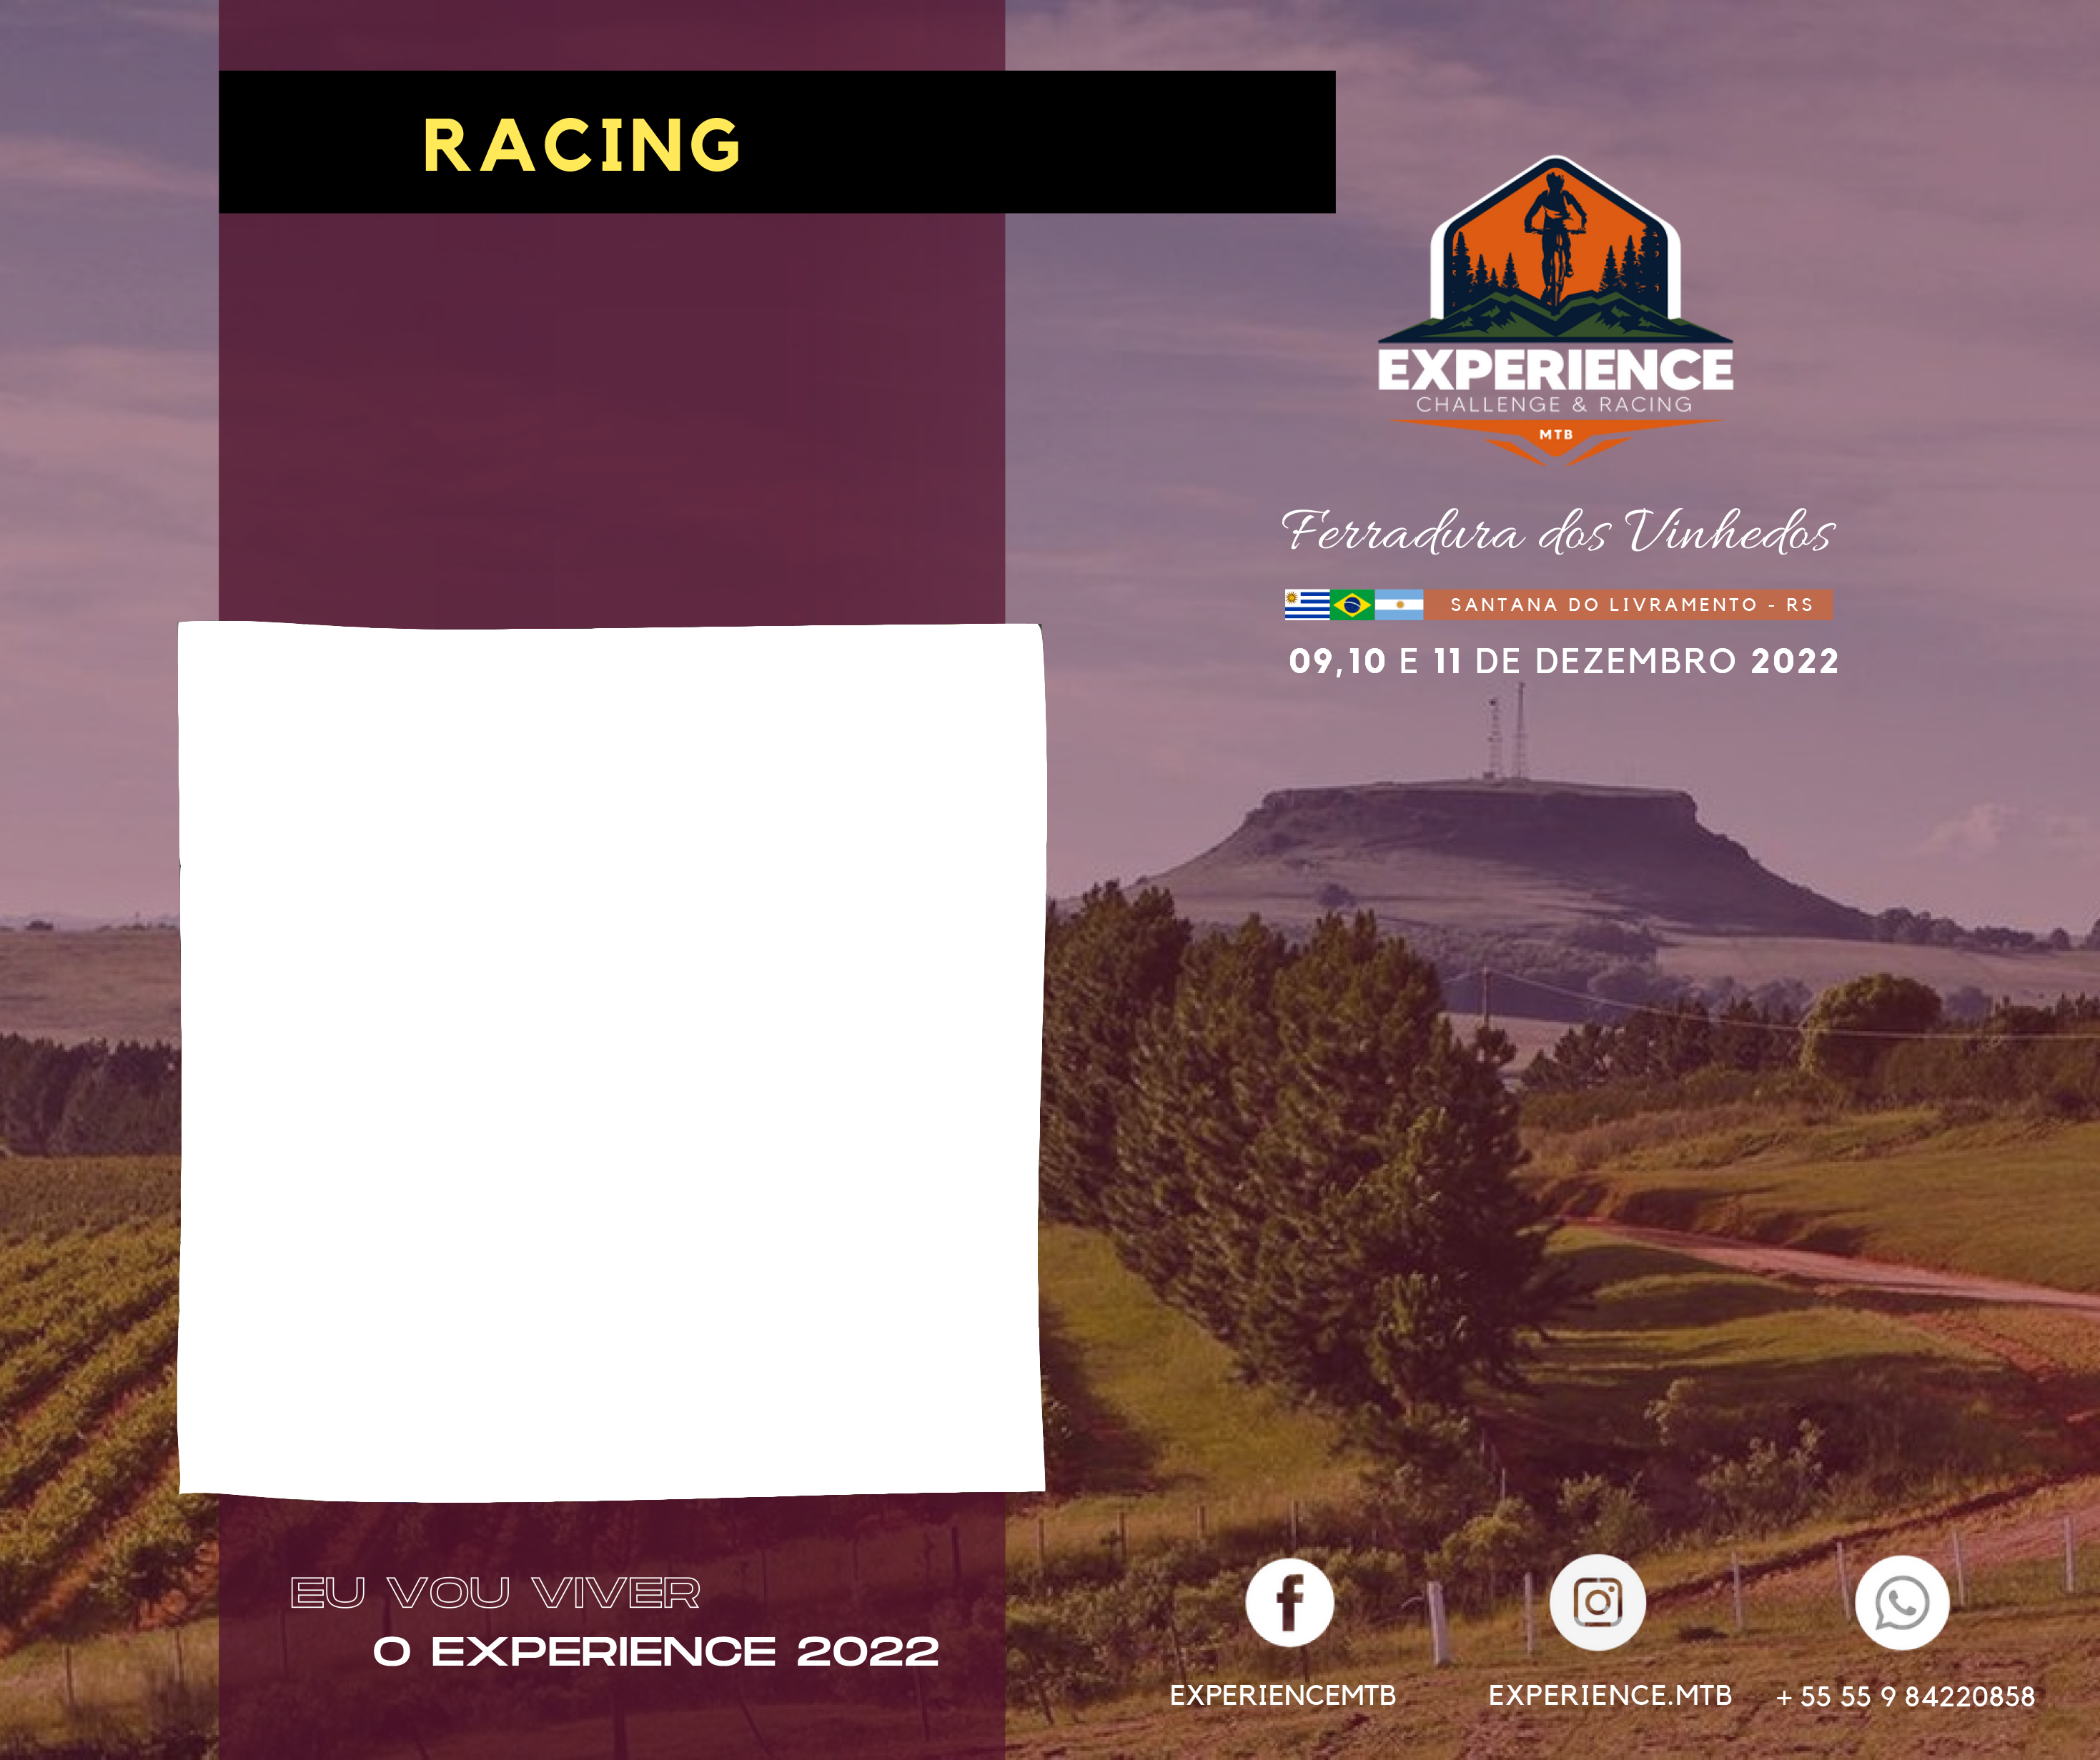 RACING
EXPERIENCE
CHALLENGE & RACING
MTB
Ferradura dos Vinhedos
SANTANA DO LIVRAMENTO - RS
09,10 E 11 DE DEZEMBRO 2022
EU VOU VIVER
O EXPERIENCE 2022
EXPERIENCEMTB
EXPERIENCE.MTB
+ 55 55 9 84220858